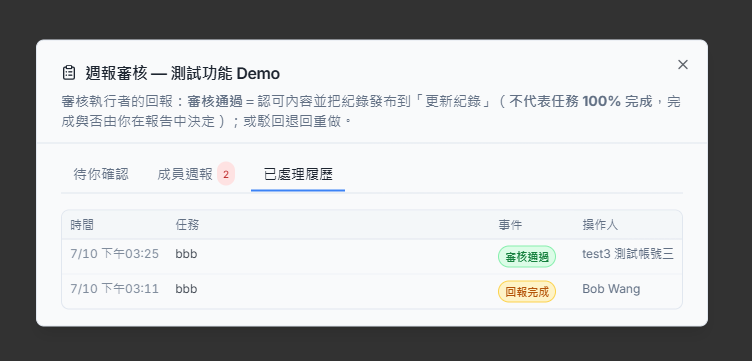 週報審核 — 測試功能 Demo
審核執行者的回報：審核通過 = 認可內容並把紀錄發布到「更新紀錄」（不代表任務 100% 完成，完
成與否由你在報告中決定）；或駁回退回重做。
待你確認 成員週報 2 已處理履歷
時間 任務 事件 操作人
7/10 下午03:25 bbb 審核通過 test3 測試帳號三
7/10 下午03:11 bbb 回報完成 Bob Wang